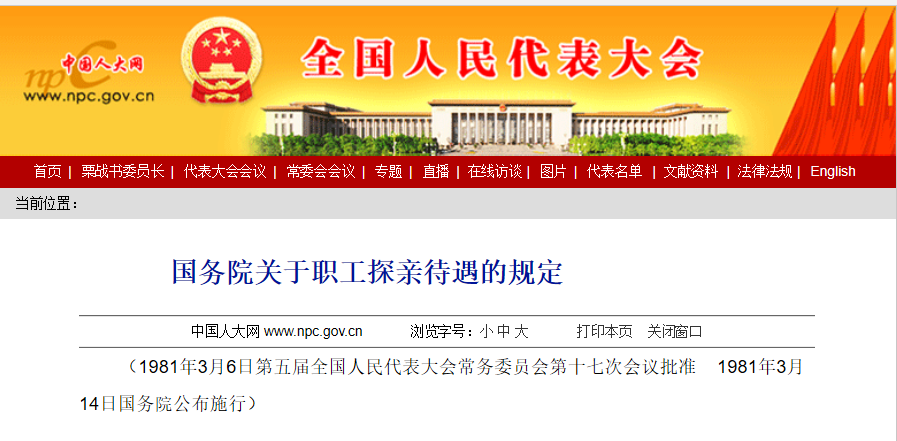 npc
中国人大网
www.npc.gov.cn
全国人民代表大会
首页 | 栗战书委员长 | 代表大会会议 | 常委会会议 | 专题 | 直播 | 在线访谈 | 图片 | 代表名单 | 文献资料 | 法律法规 | English
当前位置：
国务院关于职工探亲待遇的规定
中国人大网 www.npc.gov.cn 浏览字号：小 中 大 打印本页 关闭窗口
（1981年3月6日第五届全国人民代表大会常务委员会第十七次会议批准 1981年3月
14日国务院公布施行）